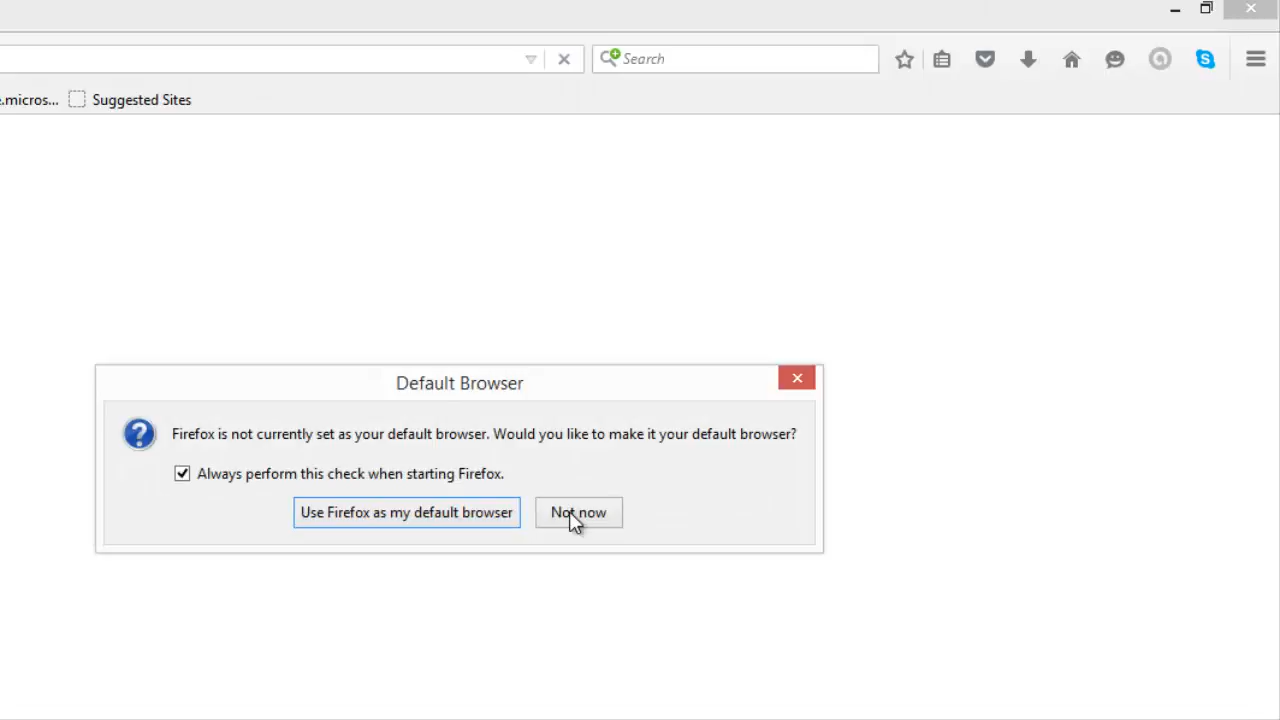 Search
e.micros...
Suggested Sites
Default Browser
Firefox is not currently set as your default browser. Would you like to make it your default browser?
Always perform this check when starting Firefox.
Use Firefox as my default browser
Not now